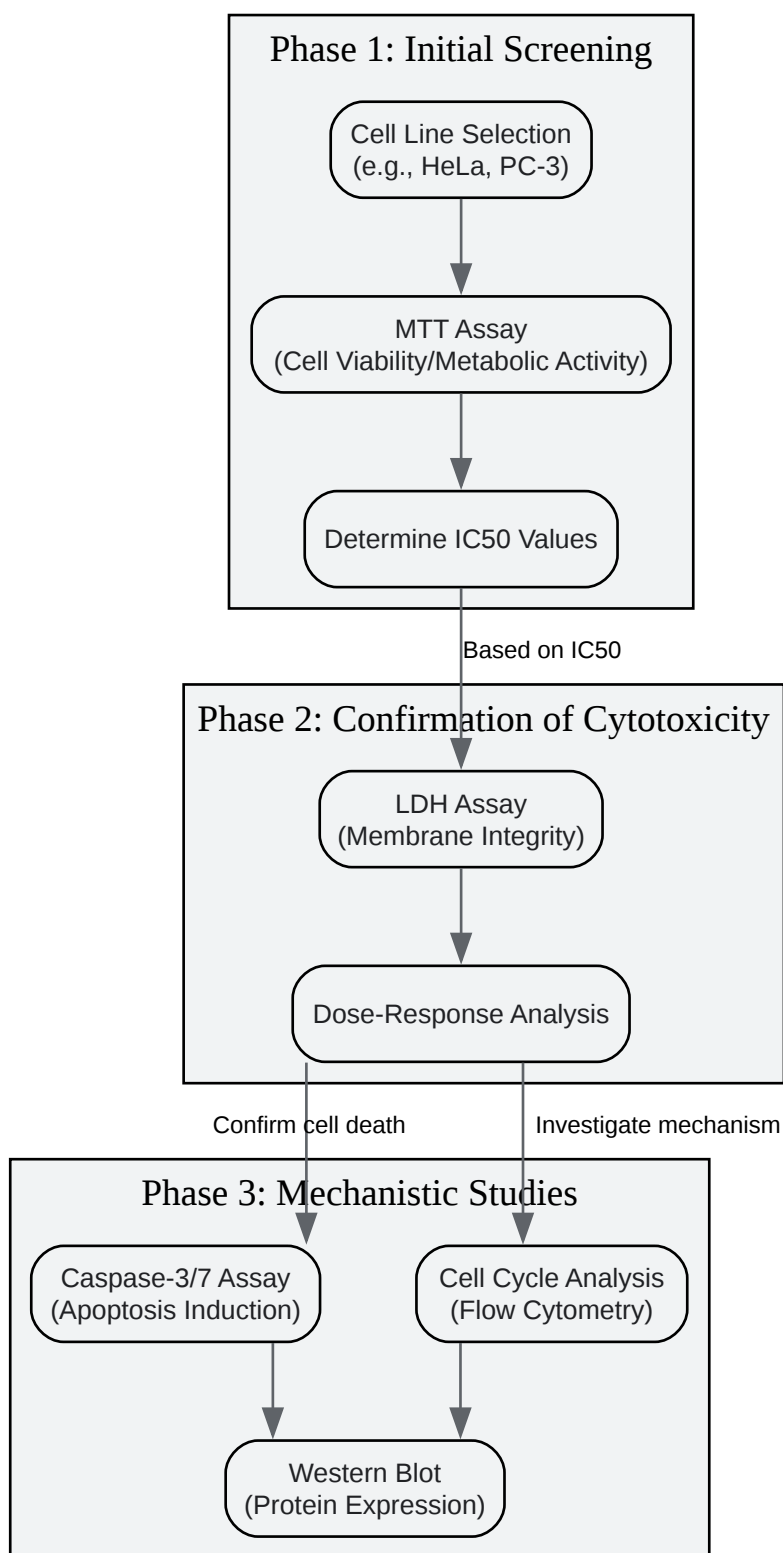 Phase 1: Initial Screening
Cell Line Selection
(e.g., HeLa, PC-3)
MTT Assay
(Cell Viability/Metabolic Activity)
Determine IC50 Values
Based on IC50
Phase 2: Confirmation of Cytotoxicity
LDH Assay
(Membrane Integrity)
Dose-Response Analysis
Confirm cell death
Investigate mechanism
Phase 3: Mechanistic Studies
Caspase-3/7 Assay
(Apoptosis Induction)
Cell Cycle Analysis
(Flow Cytometry)
Western Blot
(Protein Expression)